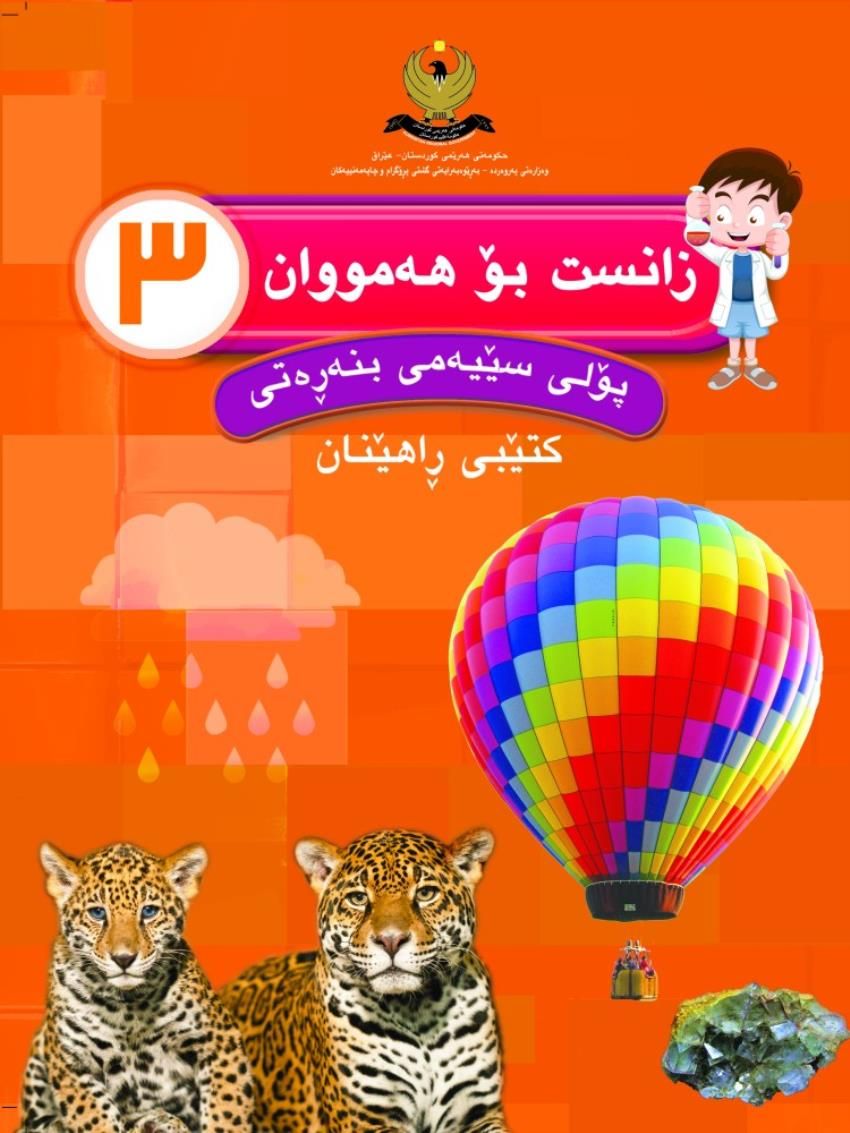 حکومەتی هەرێمی کوردستان- عێراق
وەزارەتی پەروەردە - بەڕێوەبەرایەتی گشتی پرۆگرام و چاپەمەنییەکان
زانست بۆ هەمووان
٣
پۆلی سێیەمی بنەڕەتی
کتێبی ڕاهێنان